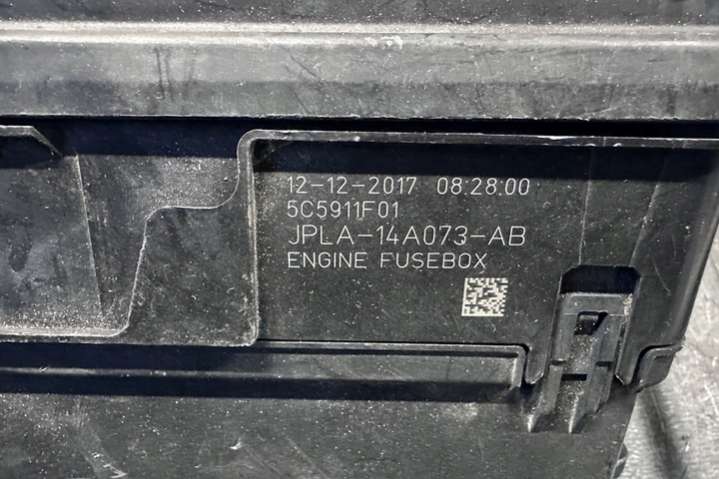 12-12-2017 08:28:00
5C5911F01
JPLA-14A073-AB
ENGINE FUSEBOX